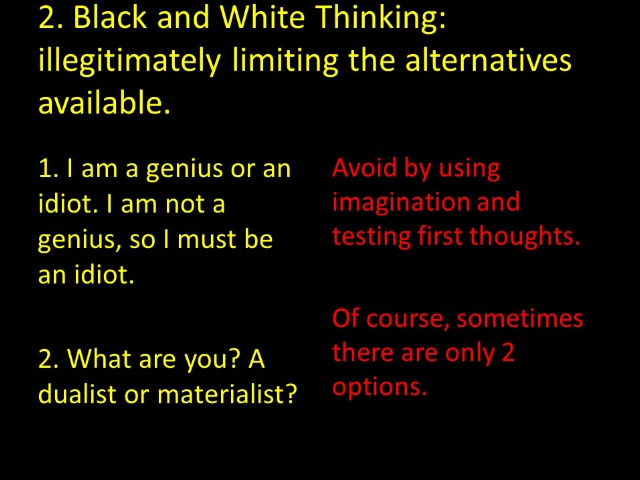 2. Black and White Thinking:
illegitimately limiting the alternatives
available.
1. I am a genius or an
idiot. I am not a
genius, so I must be
an idiot.
2. What are you? A
dualist or materialist?
Avoid by using
imagination and
testing first thoughts.
Of course, sometimes
there are only 2
options.